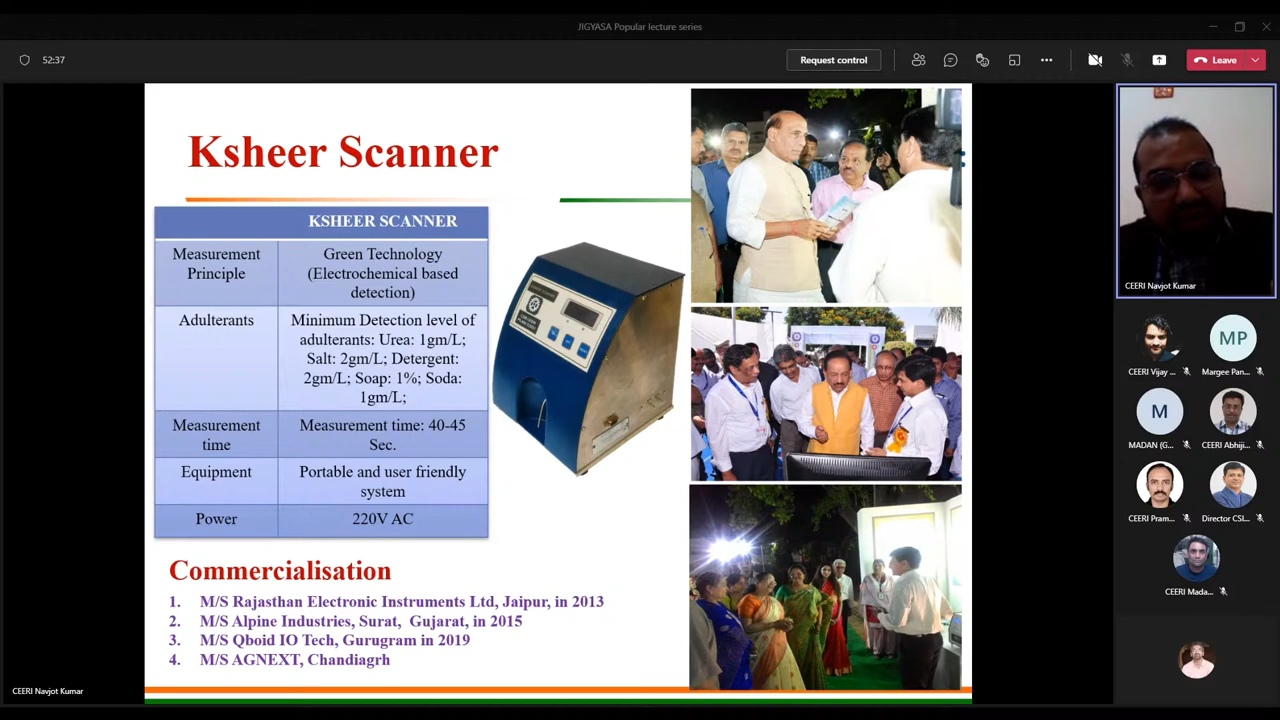 JIGYASA Popular lecture series
52:37
Request control
Leave
Ksheer Scanner
KSHEER SCANNER
Measurement
Principle
Green Technology
(Electrochemical based
detection)
Adulterants
Minimum Detection level of
adulterants: Urea: 1gm/L;
Salt: 2gm/L; Detergent:
2gm/L; Soap: 1%; Soda:
1gm/L;
Measurement
time
Measurement time: 40-45
Sec.
Equipment
Portable and user friendly
system
Power
220V AC
Commercialisation
1. M/S Rajasthan Electronic Instruments Ltd, Jaipur, in 2013
2. M/S Alpine Industries, Surat, Gujarat, in 2015
3. M/S Qboid IO Tech, Gurugram in 2019
4. M/S AGNEXT, Chandiagrh
CEERI Navjot Kumar
CEERI Navjot Kumar
MP
CEERI Vijay ...
Margee Pan...
M
MADAN (G...
CEERI Abhiji...
CEERI Pram...
Director CSI...
CEERI Mada...